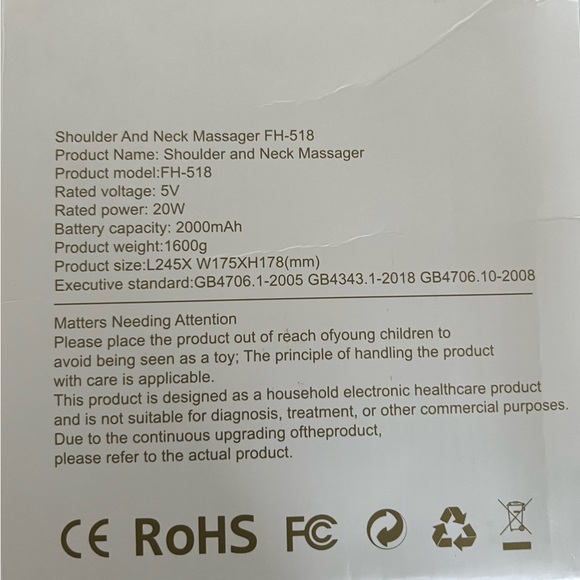 Shoulder And Neck Massager FH-518
Product Name: Shoulder and Neck Massager
Product model:FH-518
Rated voltage: 5V
Rated power: 20W
Battery capacity: 2000mAh
Product weight:1600g
Product size:L245X W175XH178(mm)
Executive standard:GB4706.1-2005 GB4343.1-2018 GB4706.10-2008
Matters Needing Attention
Please place the product out of reach ofyoung children to
avoid being seen as a toy; The principle of handling the product
with care is applicable.
This product is designed as a household electronic healthcare product
and is not suitable for diagnosis, treatment, or other commercial purposes.
Due to the continuous upgrading oftheproduct,
please refer to the actual product.
CE RoHS FC